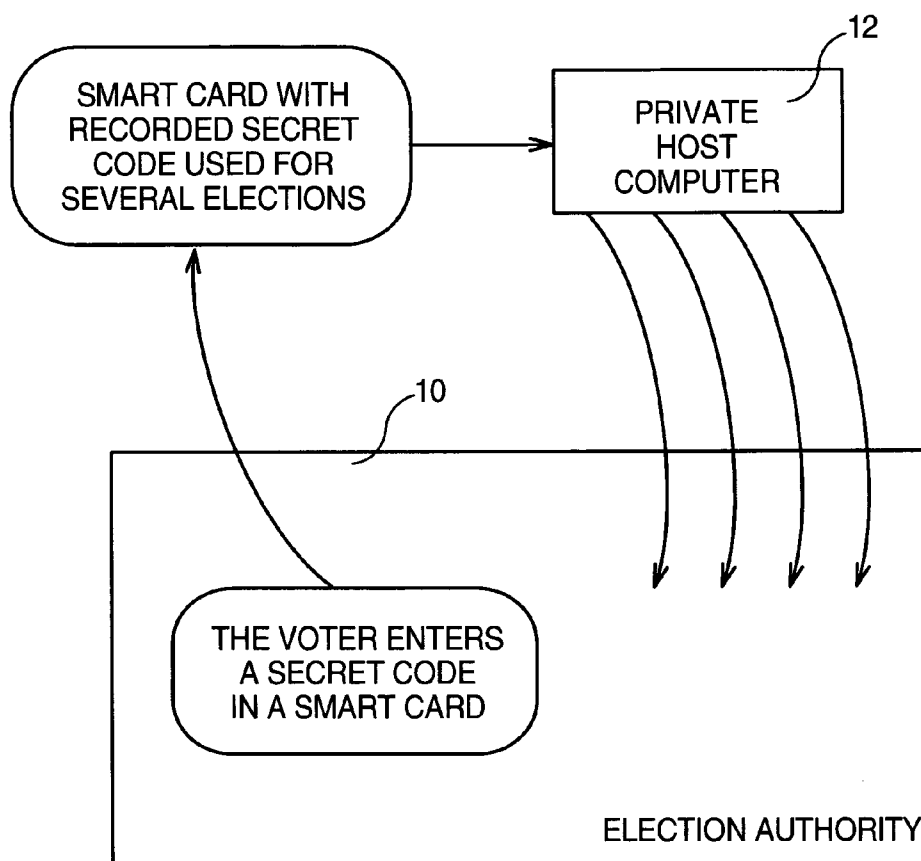 12
SMART CARD WITH
RECORDED SECRET
CODE USED FOR
SEVERAL ELECTIONS
PRIVATE
HOST
COMPUTER
10
THE VOTER ENTERS
A SECRET CODE
IN A SMART CARD
ELECTION AUTHORITY